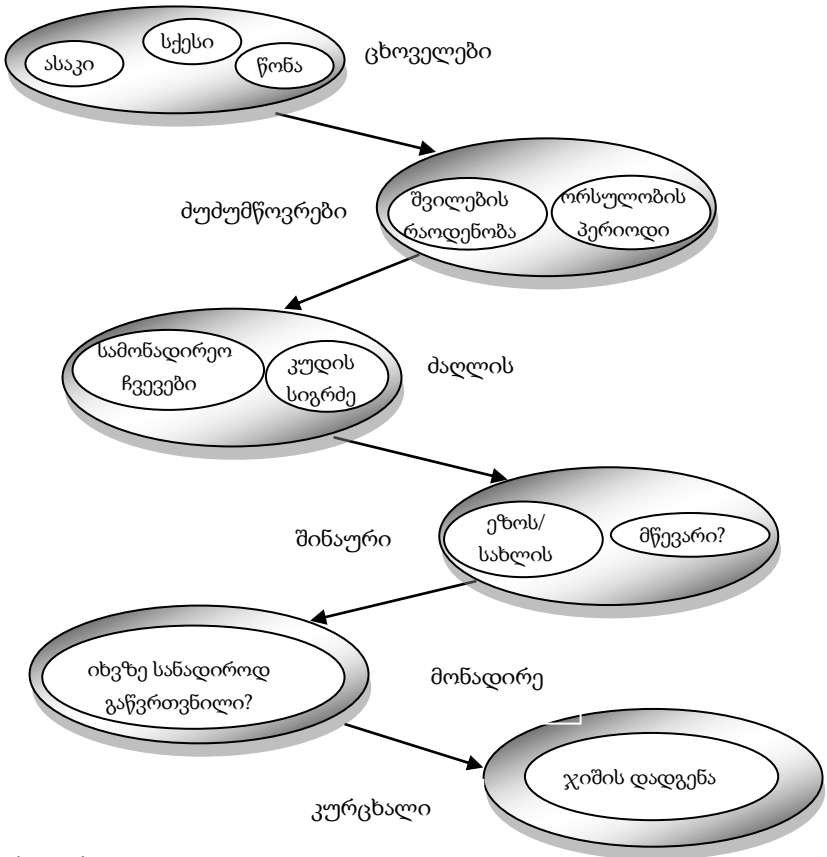 ასაკი
სქესი
წონა
ცხოველები
ძუძუმწოვრები
შვილების
რაოდენობა
ორსულობის
პერიოდი
სამონადირეო
ჩვევები
კუდის
სიგრძე
ძაღლის
შინაური
ეზოს/
სახლის
მწევარი?
იხვზე სანადიროდ
გაწვრთვნილი?
მონადირე
კურცხალი
ჯიშის დადგენა